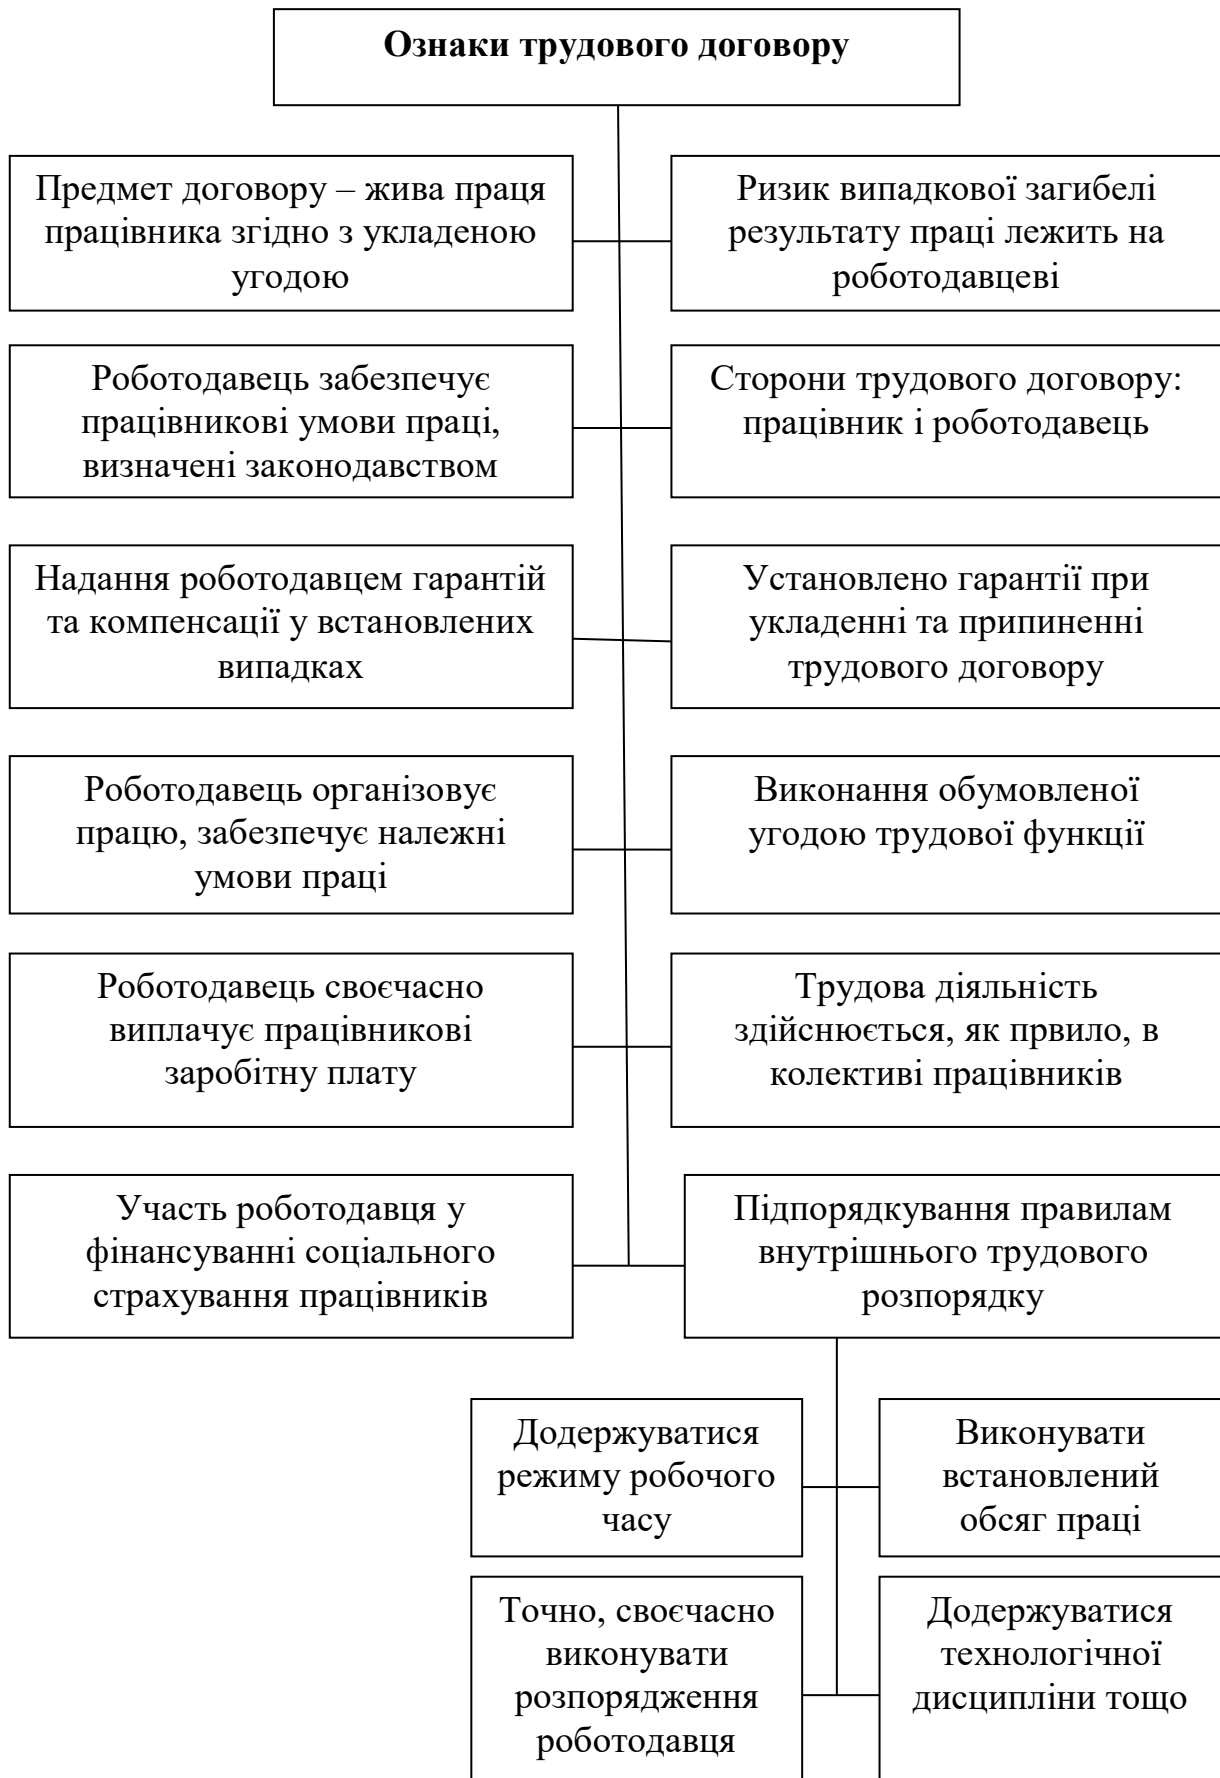 Ознаки трудового договору
Предмет договору – жива праця
працівника згідно з укладеною
угодою
Ризик випадкової загибелі
результату праці лежить на
роботодавцеві
Роботодавець забезпечує
працівникові умови праці,
визначені законодавством
Сторони трудового договору:
працівник і роботодавець
Надання роботодавцем гарантій
та компенсації у встановлених
випадках
Установлено гарантії при
укладенні та припиненні
трудового договору
Роботодавець організовує
працю, забезпечує належні
умови праці
Виконання обумовленої
угодою трудової функції
Роботодавець своєчасно
виплачує працівникові
заробітну плату
Трудова діяльність
здійснюється, як првило, в
колективі працівників
Участь роботодавця у
фінансуванні соціального
страхування працівників
Підпорядкування правилам
внутрішнього трудового
розпорядку
Додержуватися
режиму робочого
часу
Виконувати
встановлений
обсяг праці
Точно, своєчасно
виконувати
розпорядження
роботодавця
Додержуватися
технологічної
дисципліни тощо